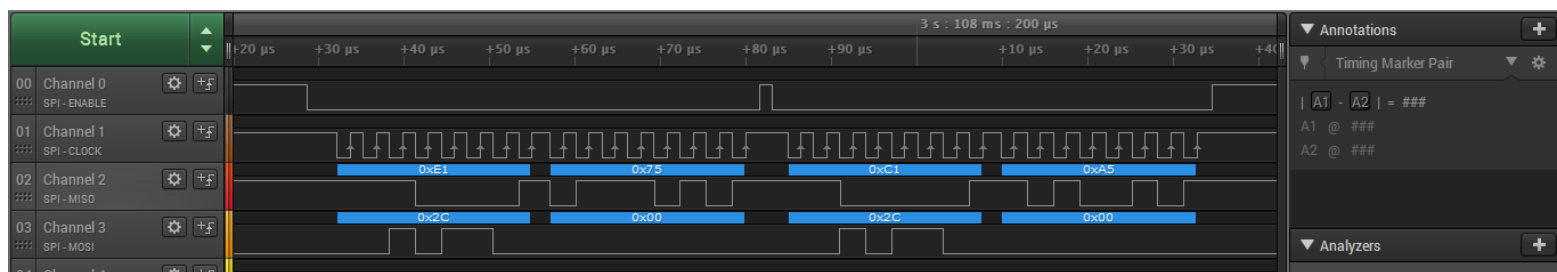 Start
3 s : 108 ms : 200 µs
+20 µs +30 µs +40 µs +50 µs +60 µs +70 µs +80 µs +90 µs +10 µs +20 µs +30 µs
Annotations
Timing Marker Pair
| A1 - A2 | = ###
A1 @ ###
A2 @ ###
Analyzers
00 Channel 0
SPI - ENABLE
01 Channel 1
SPI - CLOCK
0xE1 0x75 0xC1 0xA5
02 Channel 2
SPI - MISO
0x2C 0x00 0x2C 0x00
03 Channel 3
SPI - MOSI